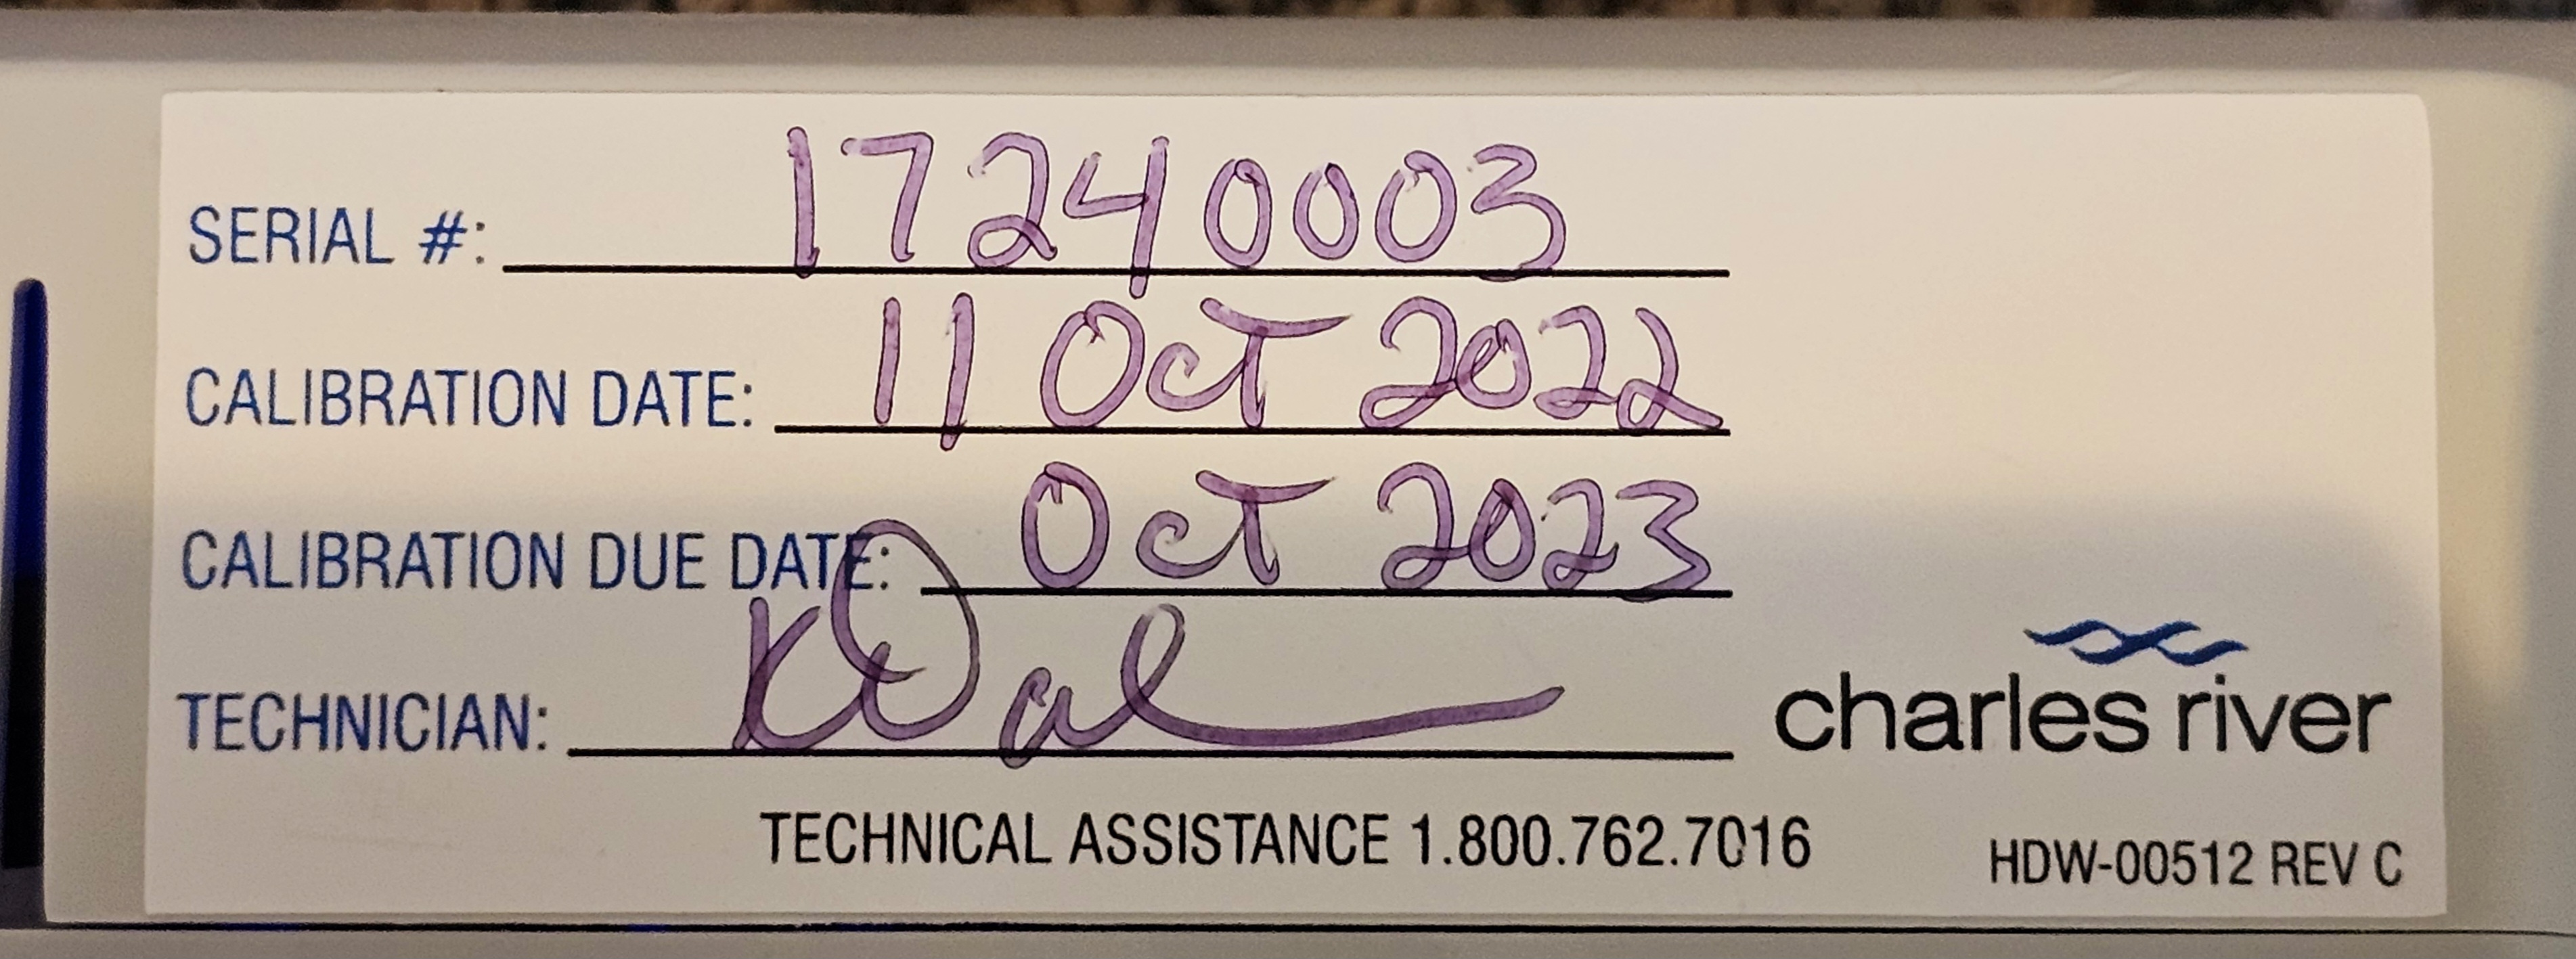 SERIAL #: 17240003
CALIBRATION DATE: 11 Oct 2022
CALIBRATION DUE DATE: Oct 2023
TECHNICIAN:
charles river
TECHNICAL ASSISTANCE 1.800.762.7016
HDW-00512 REV C